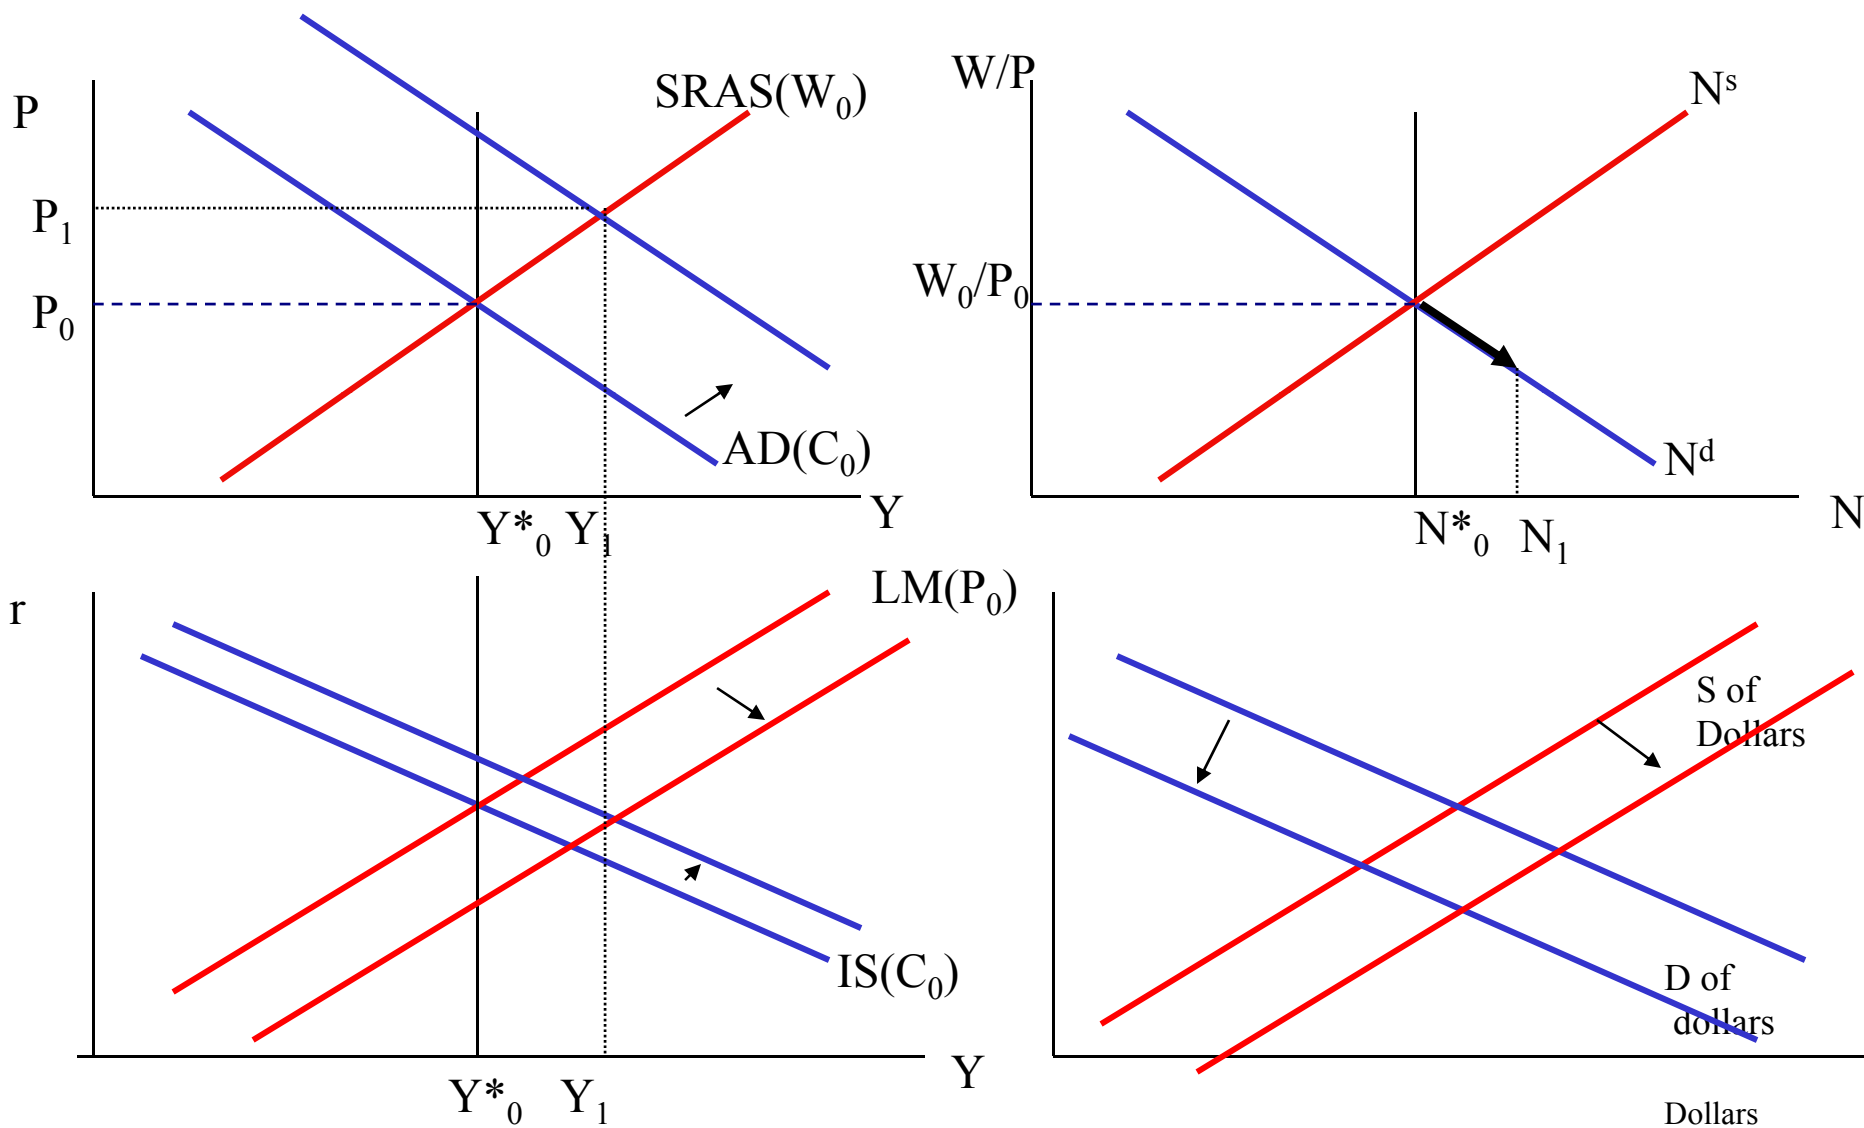 P
SRAS(W₀)
P₁
P₀
AD(C₀)
Y
Y*₀ Y₁
W/P
Nˢ
W₀/P₀
Nᵈ
N
N*₀ N₁
r
LM(P₀)
IS(C₀)
Y
Y*₀ Y₁
S of
Dollars
D of
dollars
Dollars